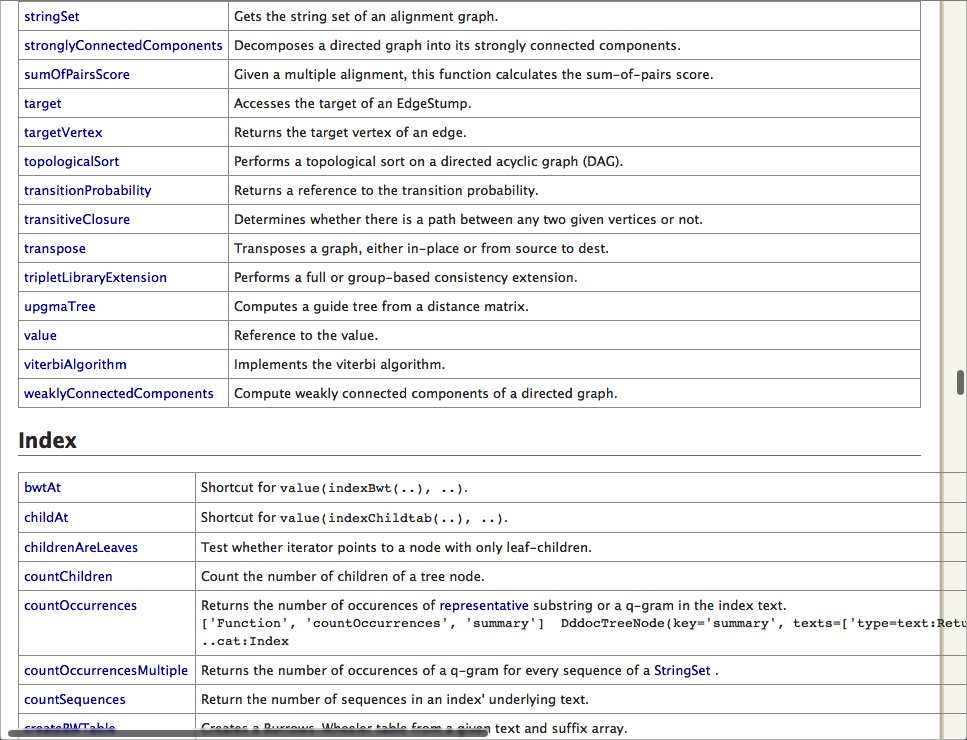 stringSet Gets the string set of an alignment graph.
stronglyConnectedComponents Decomposes a directed graph into its strongly connected components.
sumOfPairsScore Given a multiple alignment, this function calculates the sum-of-pairs score.
target Accesses the target of an EdgeStump.
targetVertex Returns the target vertex of an edge.
topologicalSort Performs a topological sort on a directed acyclic graph (DAG).
transitionProbability Returns a reference to the transition probability.
transitiveClosure Determines whether there is a path between any two given vertices or not.
transpose Transposes a graph, either in-place or from source to dest.
tripletLibraryExtension Performs a full or group-based consistency extension.
upgmaTree Computes a guide tree from a distance matrix.
value Reference to the value.
viterbiAlgorithm Implements the viterbi algorithm.
weaklyConnectedComponents Compute weakly connected components of a directed graph.
Index
bwtAt Shortcut for value(indexBwt(..), ..).
childAt Shortcut for value(indexChildtab(..), ..).
childrenAreLeaves Test whether iterator points to a node with only leaf-children.
countChildren Count the number of children of a tree node.
countOccurrences Returns the number of occurences of representative substring or a q-gram in the index text.
['Function', 'countOccurrences', 'summary'] DddocTreeNode(key='summary', texts=['type=text:Retu
..cat:Index
countOccurrencesMultiple Returns the number of occurences of a q-gram for every sequence of a StringSet .
countSequences Return the number of sequences in an index' underlying text.
createBWTable Creates a Burrows-Wheeler table from a given text and suffix array.